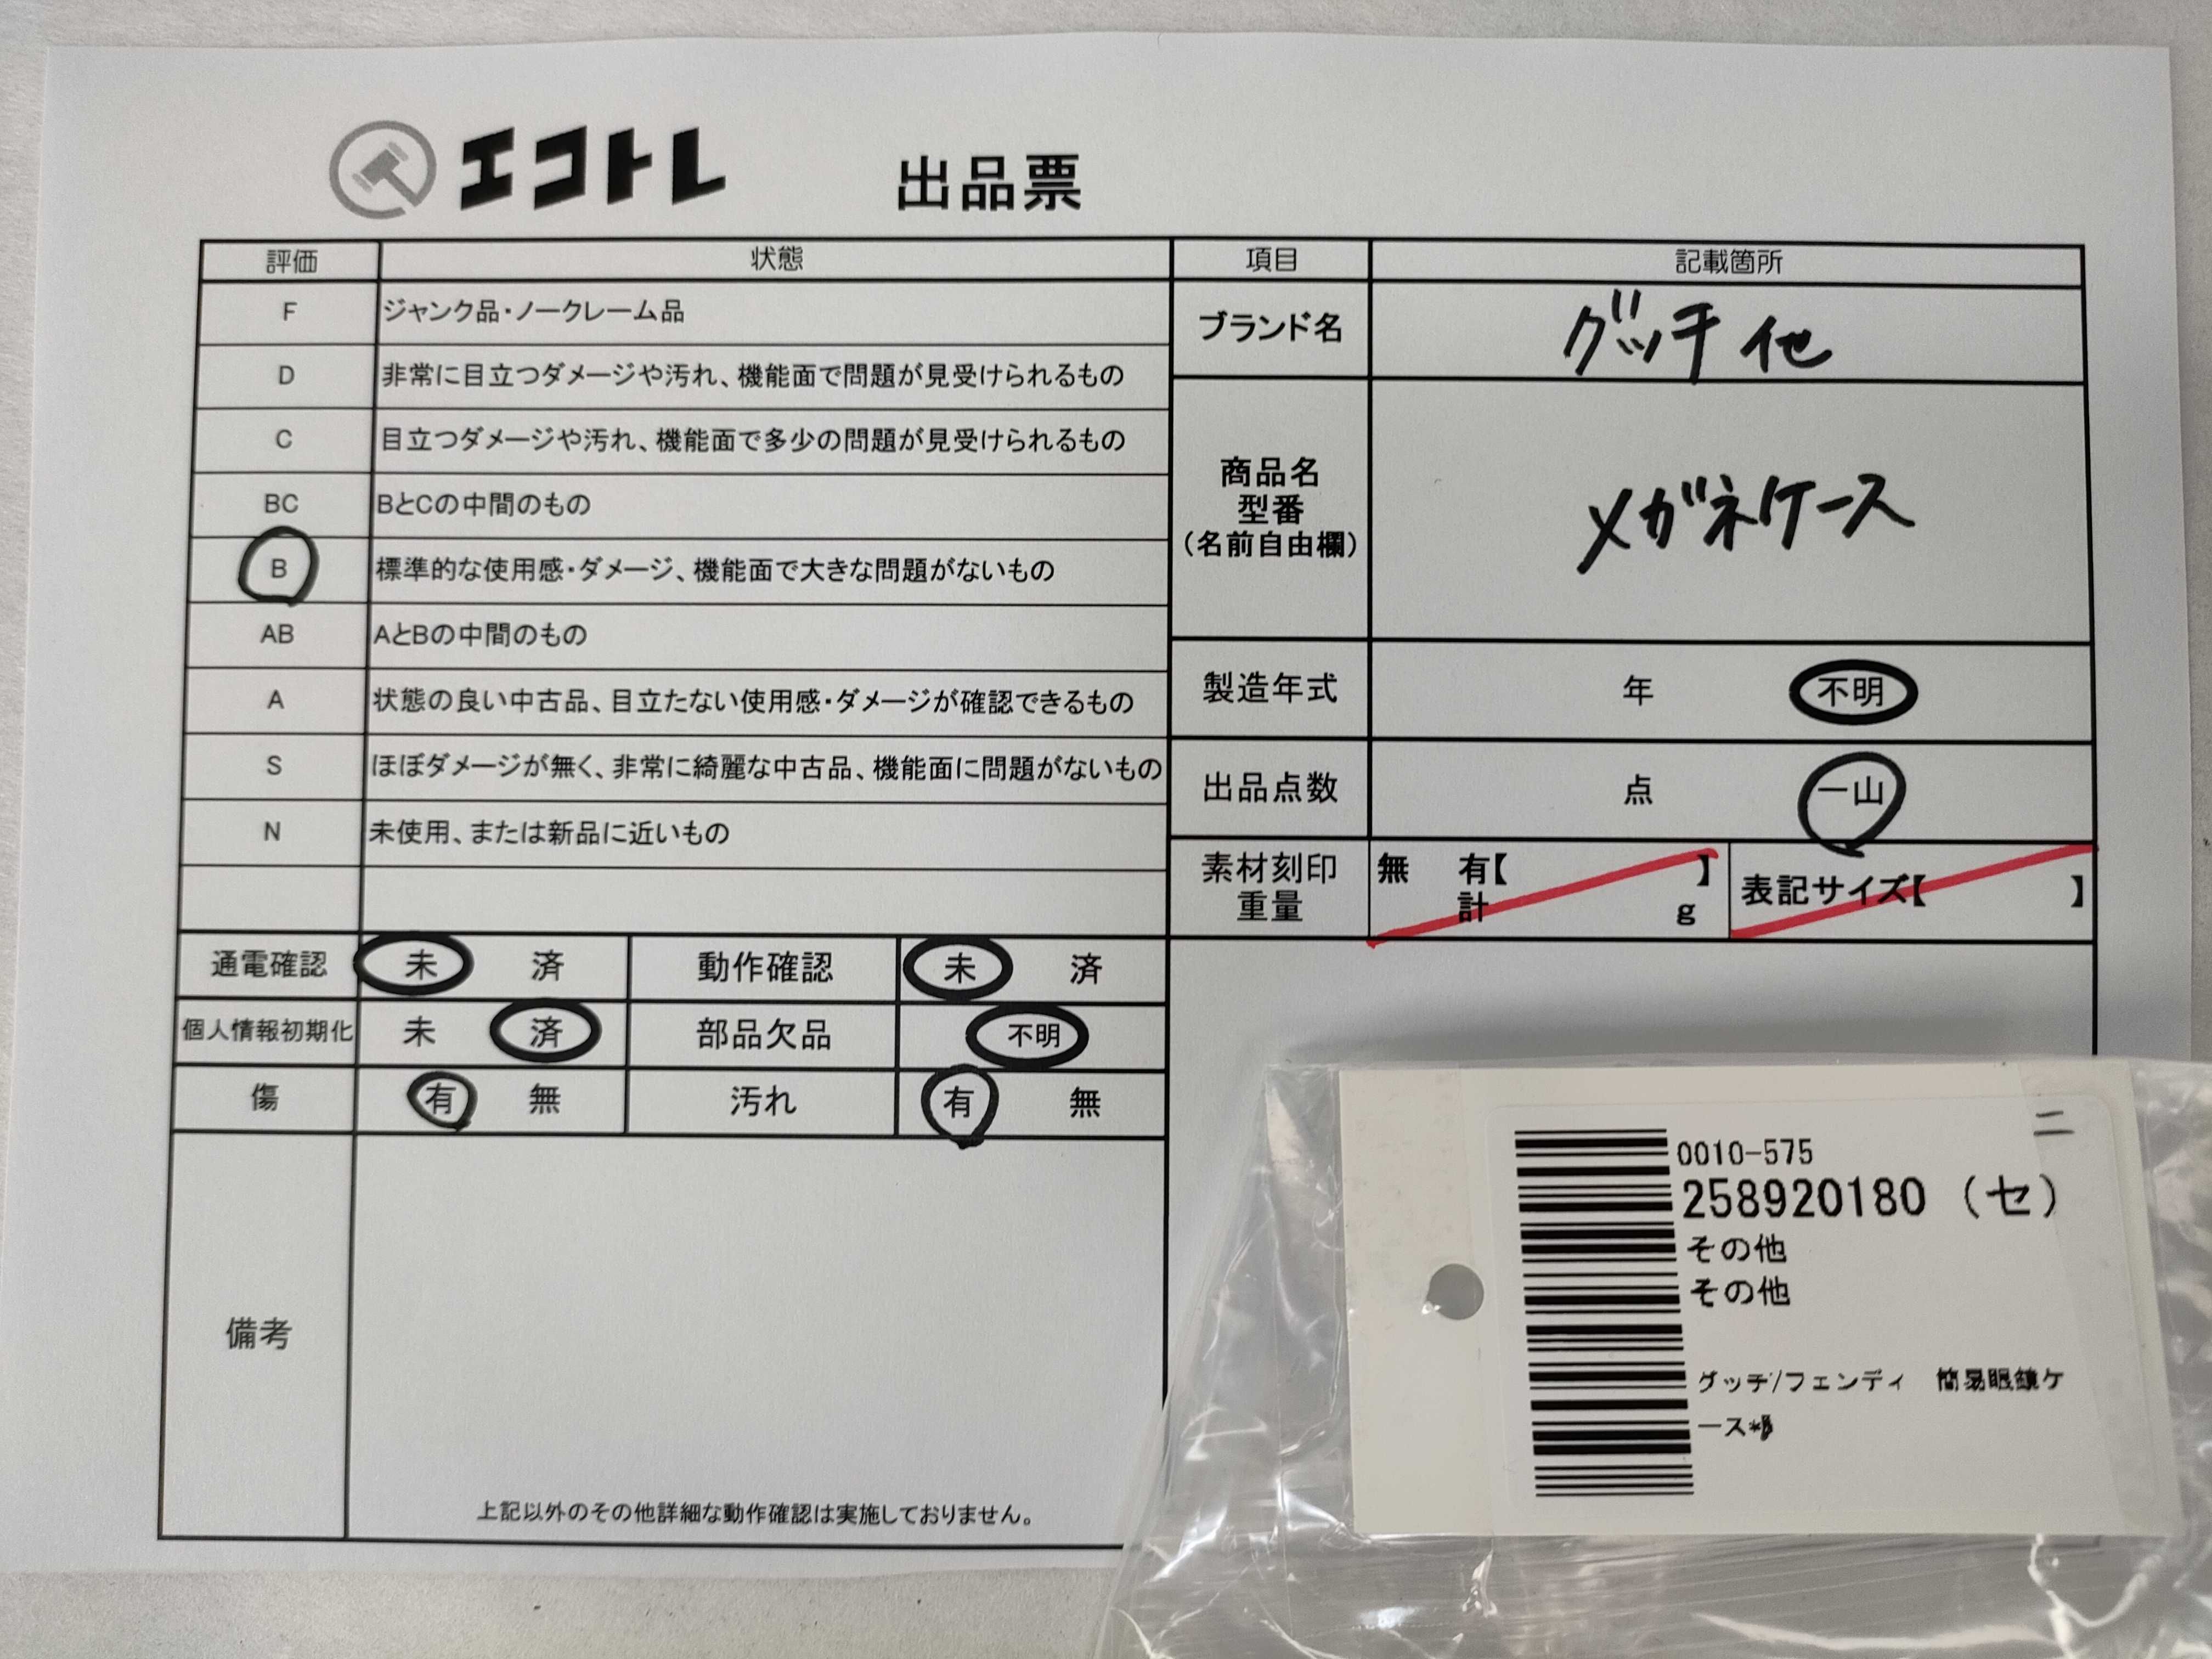 エコトレ 出品票
評価 状態
F ジャンク品・ノークレーム品
D 非常に目立つダメージや汚れ、機能面で問題が見受けられるもの
C 目立つダメージや汚れ、機能面で多少の問題が見受けられるもの
BC BとCの中間のもの
B 標準的な使用感・ダメージ、機能面で大きな問題がないもの
AB AとBの中間のもの
A 状態の良い中古品、目立たない使用感・ダメージが確認できるもの
S ほぼダメージが無く、非常に綺麗な中古品、機能面に問題がないもの
N 未使用、または新品に近いもの
項目 記載箇所
ブランド名 グッチ 他
商品名
型番
(名前自由欄)
メガネケース
製造年式 年 不明
出品点数 点 一山
素材刻印
重量
無 有【 】
計 g
表記サイズ【 】
通電確認 未 済 動作確認 未 済
個人情報初期化 未 済 部品欠品 不明
傷 有 無 汚れ 有 無
備考
上記以外のその他詳細な動作確認は実施しておりません。
二
0010-575
258920180 (セ)
その他
その他
グッチ/フェンディ 簡易眼鏡ケ
ース*